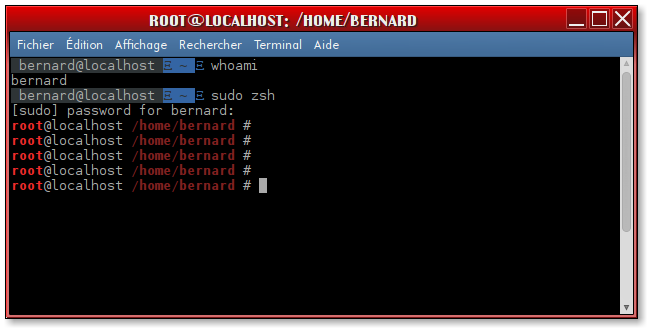 ROOT@LOCALHOST: /HOME/BERNARD
Fichier Édition Affichage Rechercher Terminal Aide
bernard@localhost Ξ ~ Ξ whoami
bernard
bernard@localhost Ξ ~ Ξ sudo zsh
[sudo] password for bernard:
root@localhost /home/bernard #
root@localhost /home/bernard #
root@localhost /home/bernard #
root@localhost /home/bernard #
root@localhost /home/bernard #